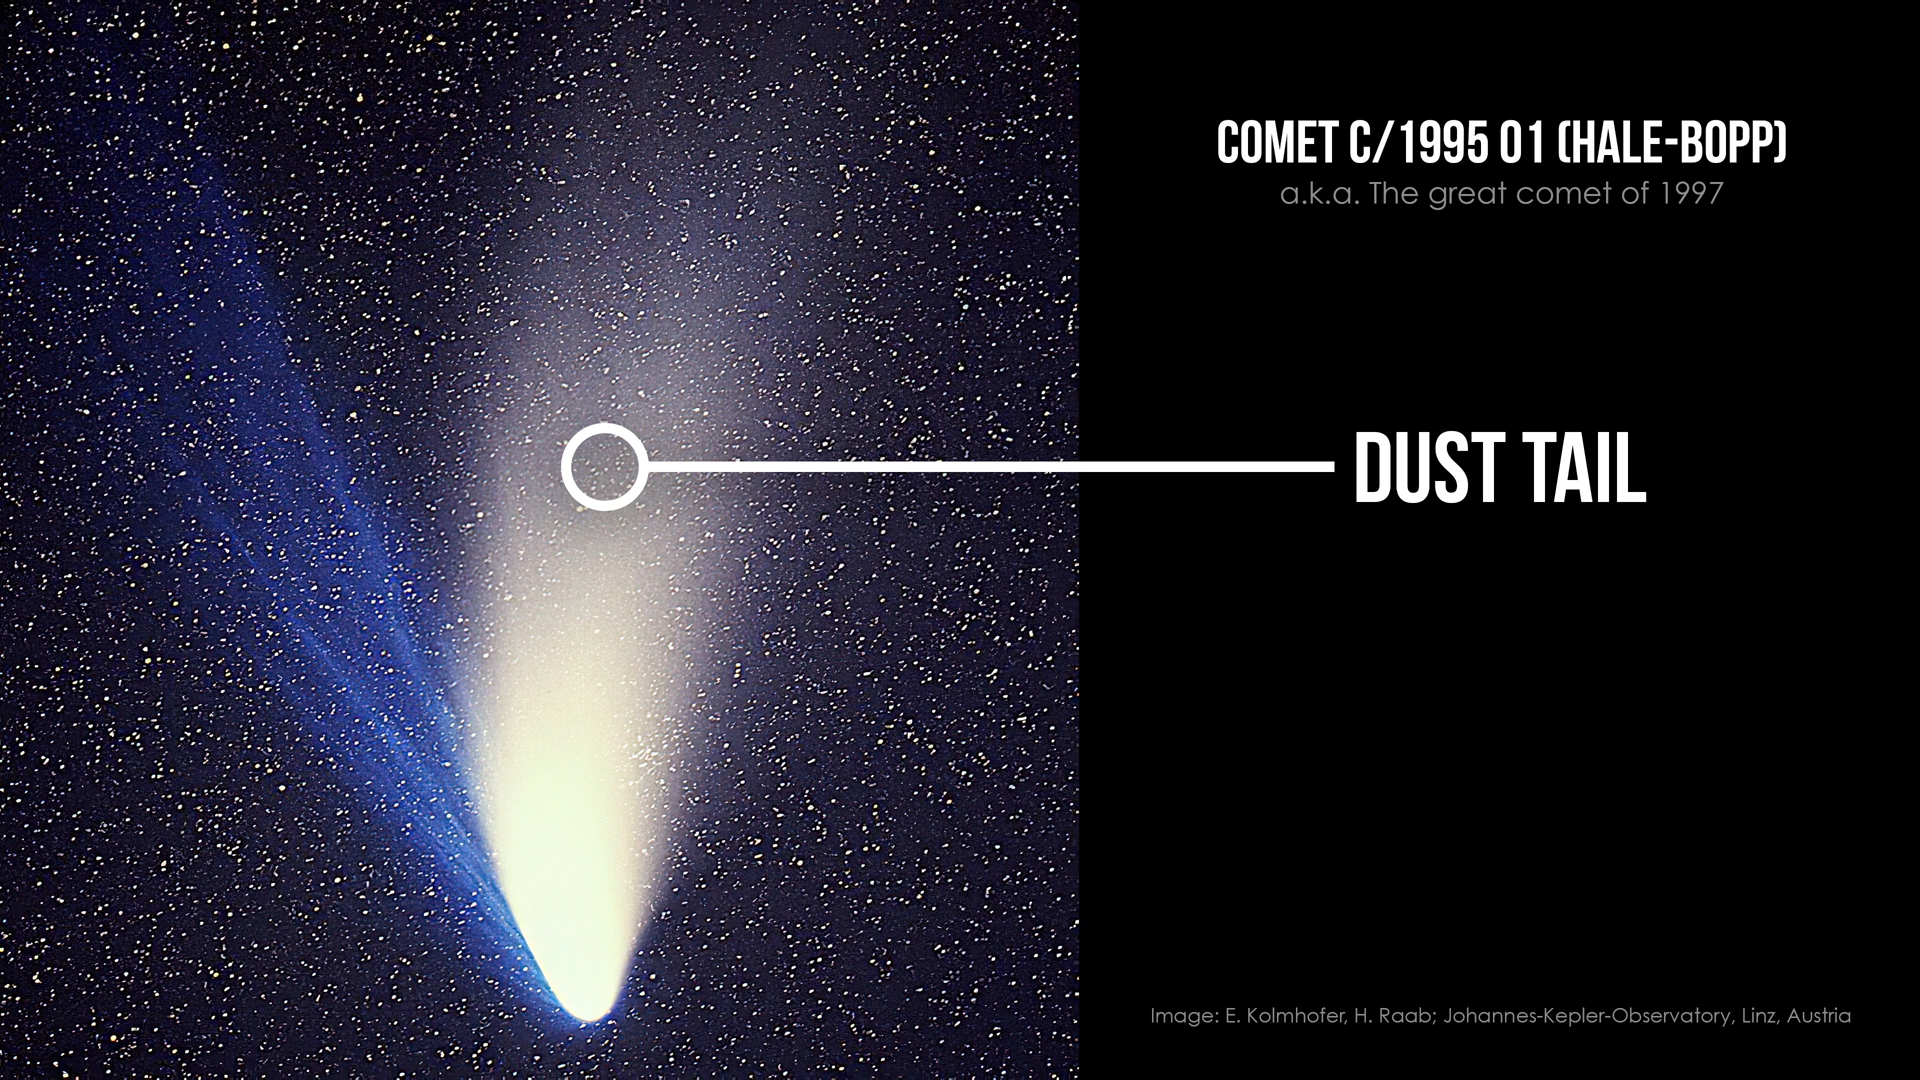 COMET C/1995 O1 (HALE-BOPP)
a.k.a. The great comet of 1997
DUST TAIL
Image: E. Kolmhofer, H. Raab; Johannes-Kepler-Observatory, Linz, Austria